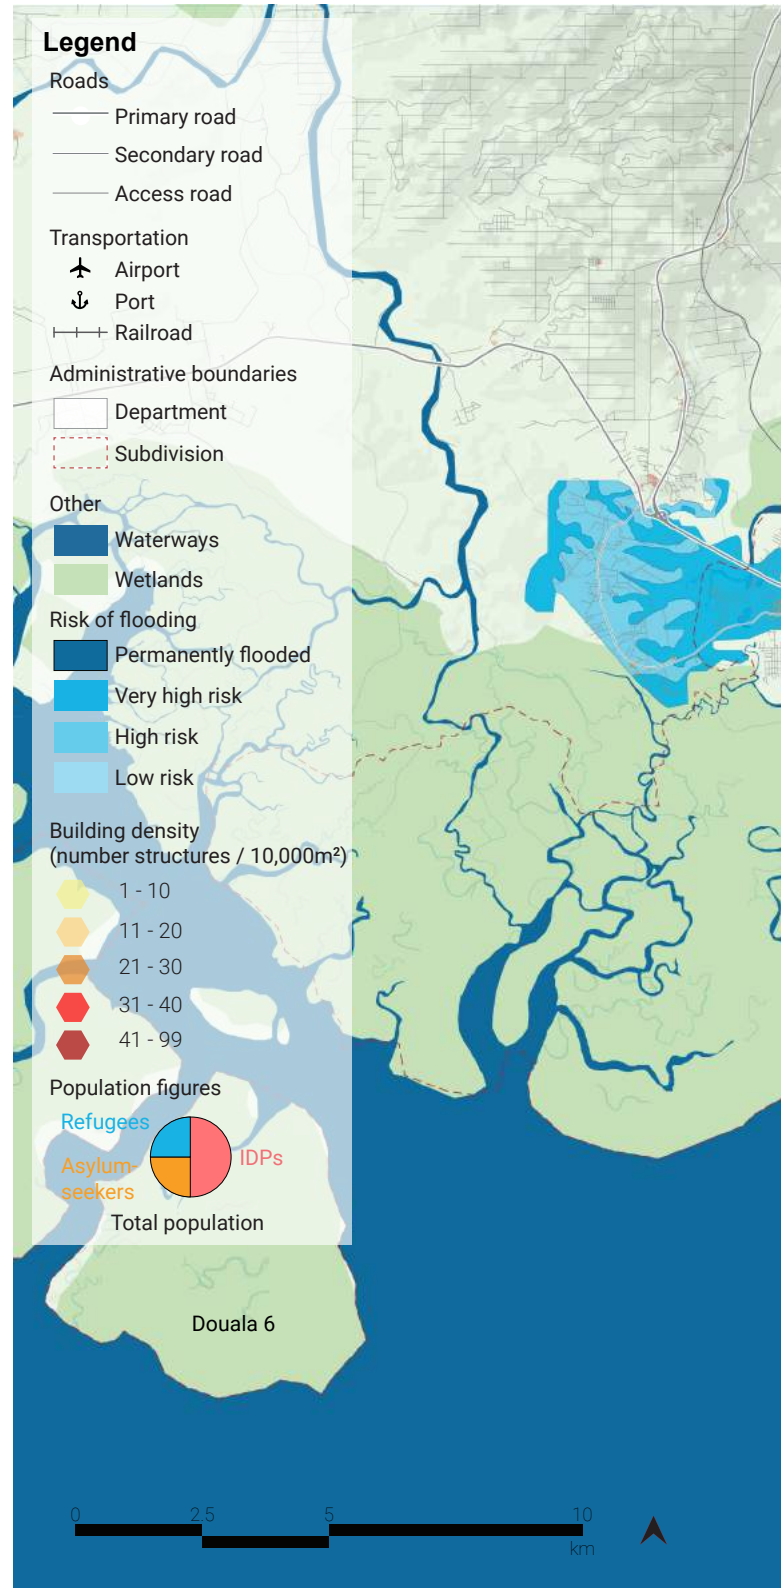 Legend
Roads
Primary road
Secondary road
Access road
Transportation
Airport
Port
Railroad
Administrative boundaries
Department
Subdivision
Other
Waterways
Wetlands
Risk of flooding
Permanently flooded
Very high risk
High risk
Low risk
Building density
(number structures / 10,000m²)
1 - 10
11 - 20
21 - 30
31 - 40
41 - 99
Population figures
Refugees
IDPs
Asylum-
seekers
Total population
Douala 6
0 2.5 5 10
km